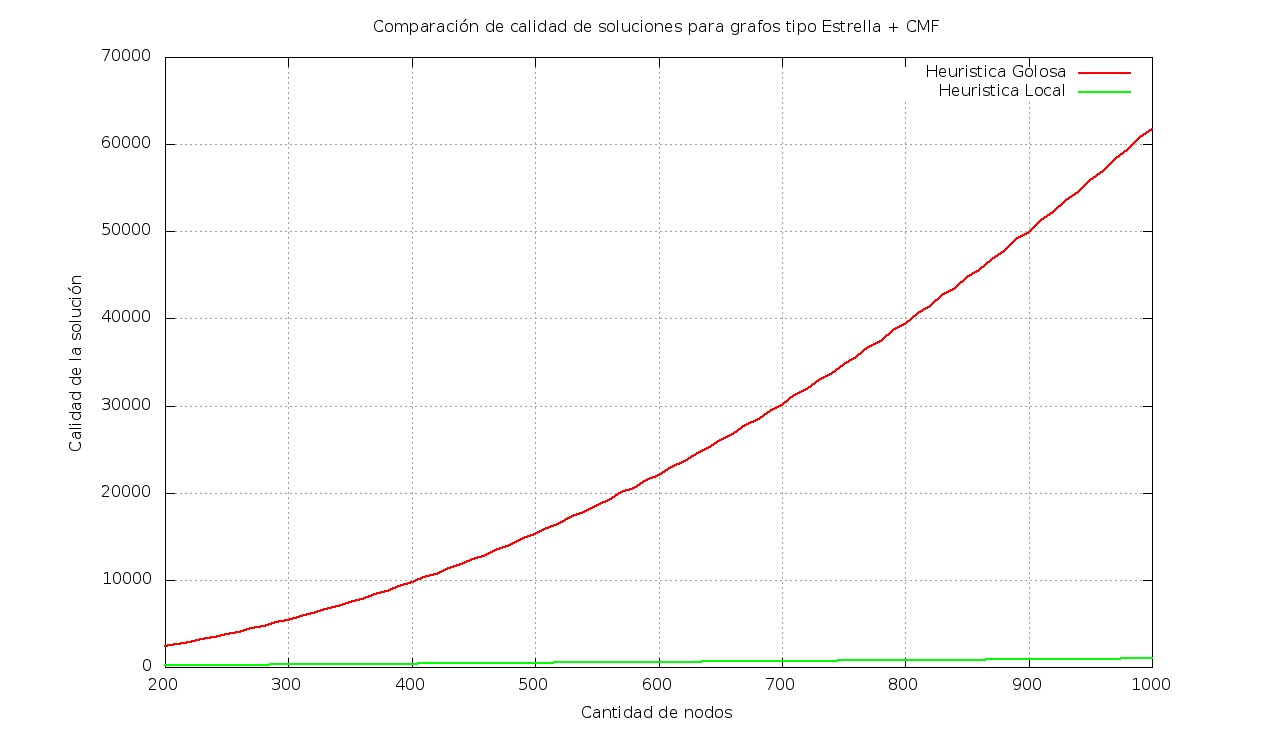 Comparación de calidad de soluciones para grafos tipo Estrella + CMF
Heuristica Golosa
Heuristica Local
Calidad de la solución
70000
60000
50000
40000
30000
20000
10000
0
200 300 400 500 600 700 800 900 1000
Cantidad de nodos